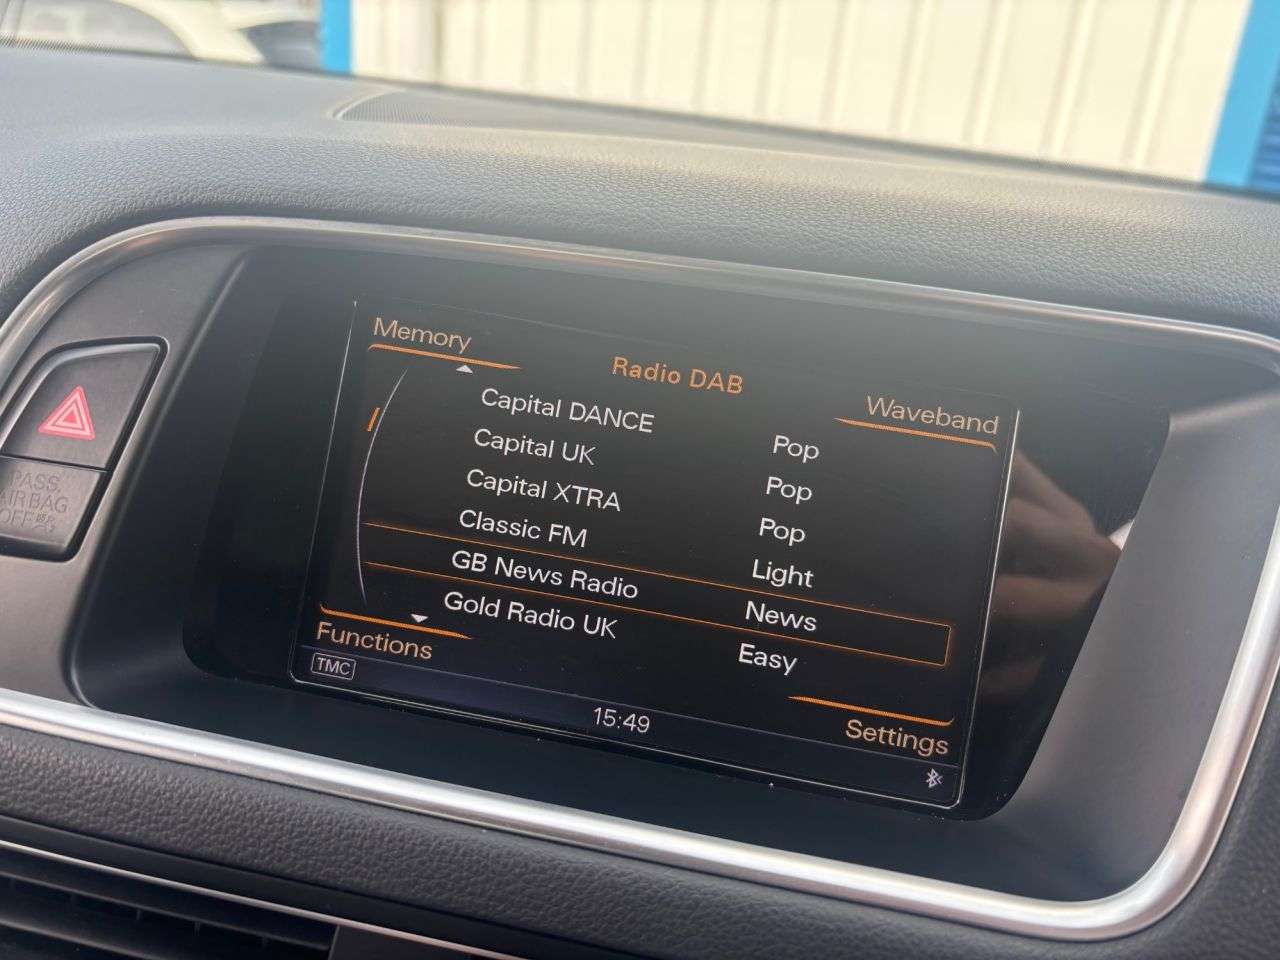 Memory
Radio DAB
Waveband
Capital DANCE Pop
Capital UK Pop
Capital XTRA Pop
Classic FM Light
GB News Radio News
Gold Radio UK Easy
Functions
Settings
TMC
15:49
PASS
AIR BAG
OFF